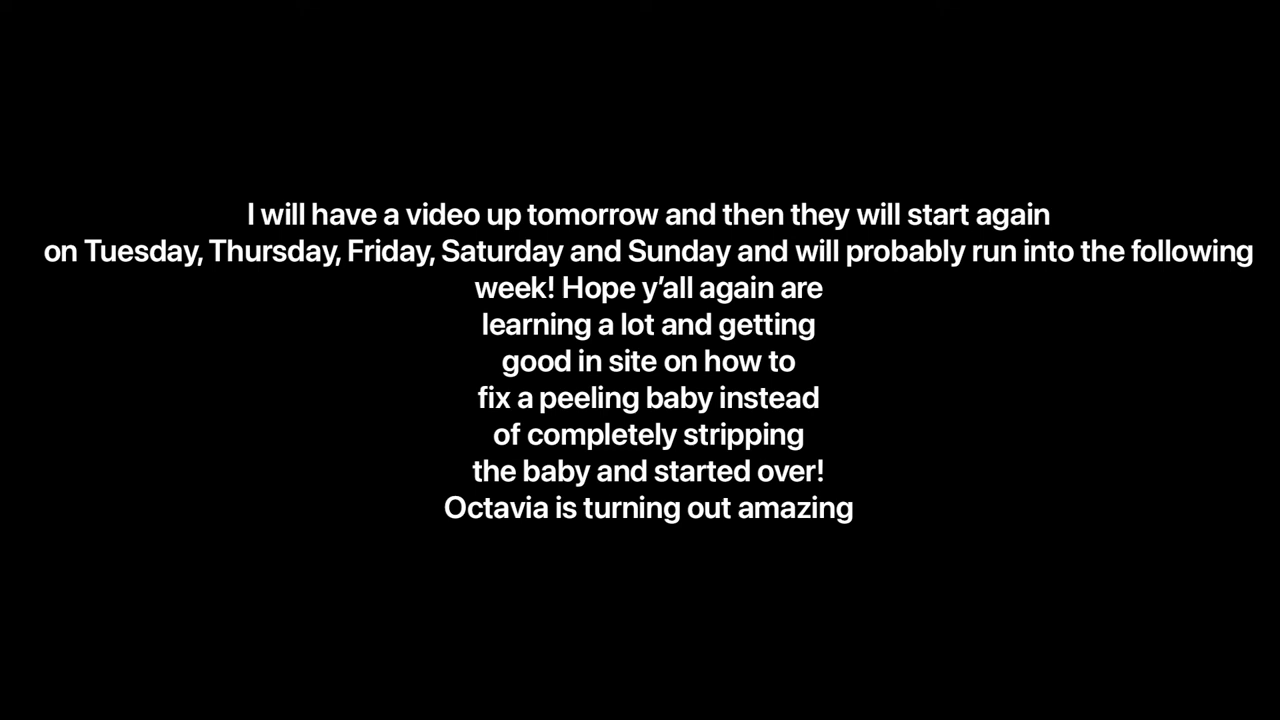 I will have a video up tomorrow and then they will start again
on Tuesday, Thursday, Friday, Saturday and Sunday and will probably run into the following
week! Hope y’all again are
learning a lot and getting
good in site on how to
fix a peeling baby instead
of completely stripping
the baby and started over!
Octavia is turning out amazing